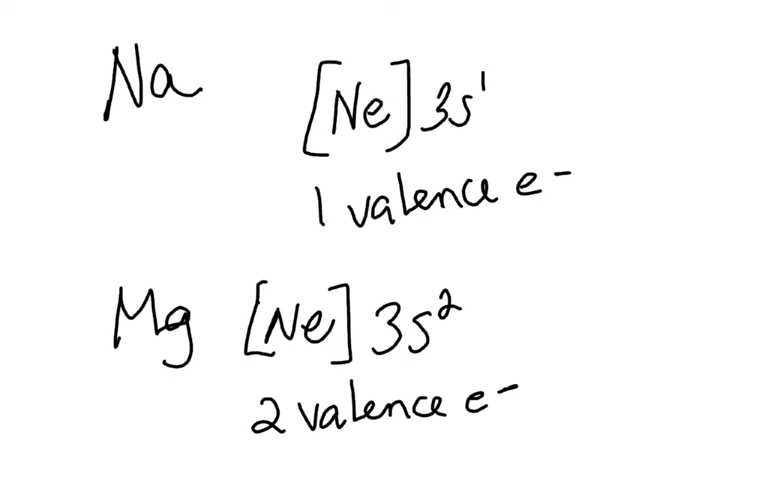 Na [Ne] 3s¹
1 valence e-
Mg [Ne] 3s²
2 valence e-